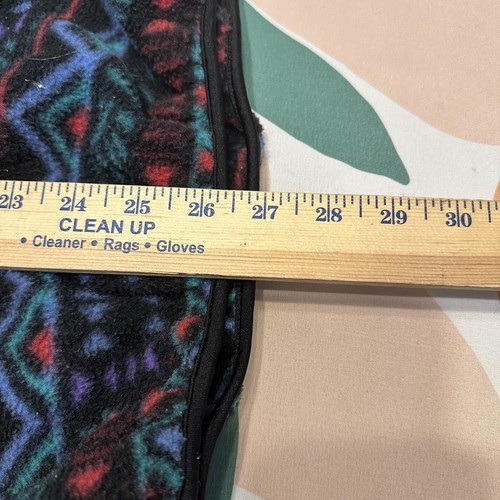 23 24 25 26 27 28 29 30
CLEAN UP
• Cleaner • Rags • Gloves